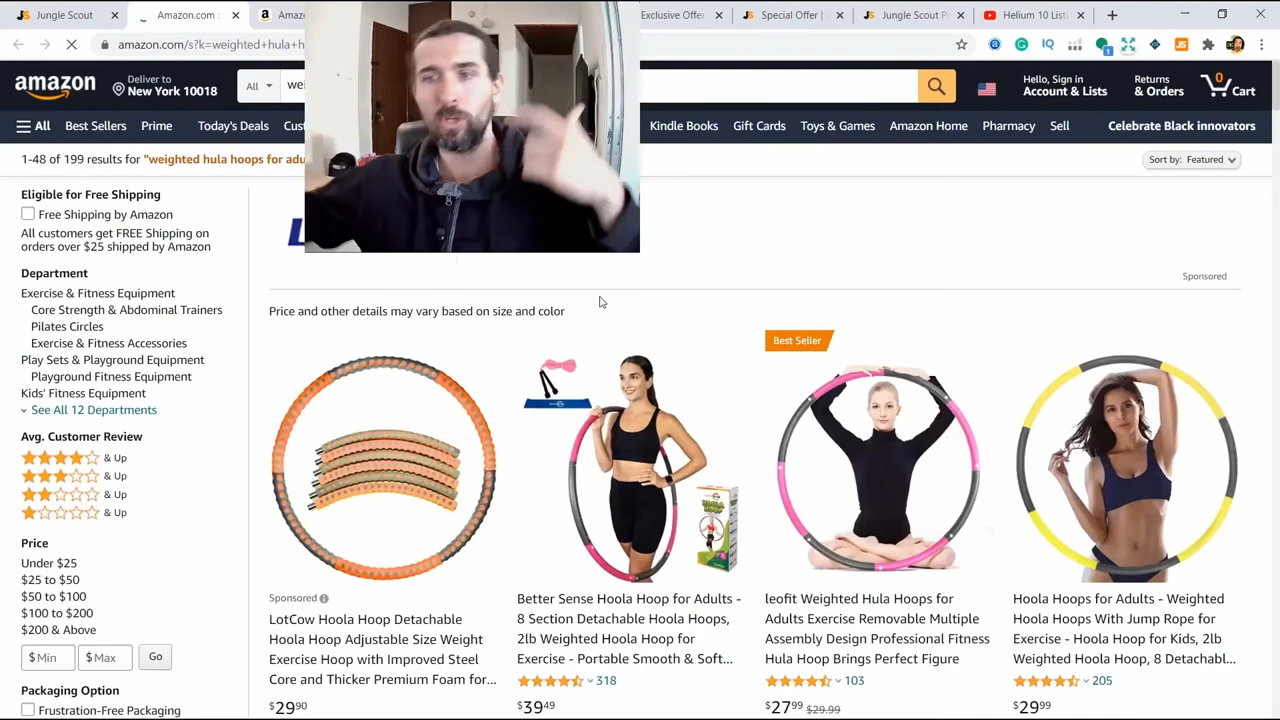 Jungle Scout
Amazon.com :
Amaz
Exclusive Offer
Special Offer |
Jungle Scout P
Helium 10 List
amazon.com/s?k=weighted+hula+h
1
amazon
Deliver to
New York 10018
All
wei
Hello, Sign in
Account & Lists
Returns
& Orders
0
Cart
All
Best Sellers
Prime
Today's Deals
Cust
Kindle Books
Gift Cards
Toys & Games
Amazon Home
Pharmacy
Sell
Celebrate Black innovators
1-48 of 199 results for "weighted hula hoops for adu
Sort by: Featured
Eligible for Free Shipping
Free Shipping by Amazon
All customers get FREE Shipping on
orders over $25 shipped by Amazon
Department
Exercise & Fitness Equipment
Core Strength & Abdominal Trainers
Pilates Circles
Exercise & Fitness Accessories
Play Sets & Playground Equipment
Playground Fitness Equipment
Kids' Fitness Equipment
See All 12 Departments
Avg. Customer Review
& Up
& Up
& Up
& Up
Price
Under $25
$25 to $50
$50 to $100
$100 to $200
$200 & Above
$ Min
$ Max
Go
Packaging Option
Frustration-Free Packaging
Sponsored
Price and other details may vary based on size and color
Sponsored
LotCow Hoola Hoop Detachable
Hoola Hoop Adjustable Size Weight
Exercise Hoop with Improved Steel
Core and Thicker Premium Foam for...
$29.90
Better Sense Hoola Hoop for Adults -
8 Section Detachable Hoola Hoops,
2lb Weighted Hoola Hoop for
Exercise - Portable Smooth & Soft...
318
$39.49
Best Seller
leofit Weighted Hula Hoops for
Adults Exercise Removable Multiple
Assembly Design Professional Fitness
Hula Hoop Brings Perfect Figure
103
$27.99 $29.99
Hoola Hoops for Adults - Weighted
Hoola Hoops With Jump Rope for
Exercise - Hoola Hoop for Kids, 2lb
Weighted Hoola Hoop, 8 Detachabl...
205
$29.99